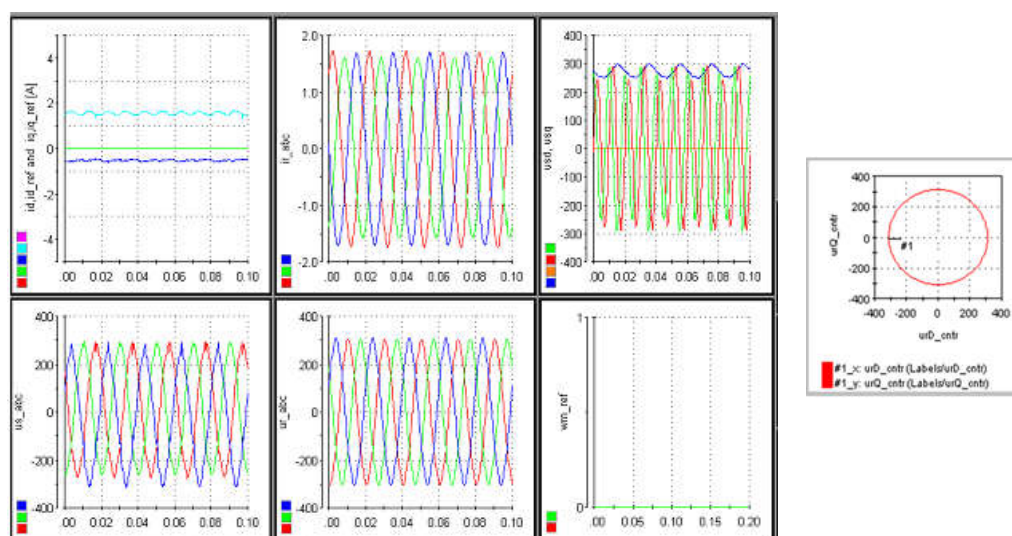 id,id_ref and iq,iq_ref [A]
4
2
0
-2
-4
.00 0.02 0.04 0.06 0.08 0.10
ir_abc
2.0
1.0
0.0
-1.0
-2.0
.00 0.02 0.04 0.06 0.08 0.10
usd, usq
400
300
200
100
0
-100
-200
-300
-400
.00 0.02 0.04 0.06 0.08 0.10
us_abc
400
200
0
-200
-400
.00 0.02 0.04 0.06 0.08 0.10
ur_abc
400
200
0
-200
-400
.00 0.02 0.04 0.06 0.08 0.10
wm_ref
1
0
.00 0.05 0.10 0.15 0.20
urQ_cntr
400
200
0
-200
-400
#1
-400 -200 0 200 400
urD_cntr
#1_x: urD_cntr (Labels/urD_cntr)
#1_y: urQ_cntr (Labels/urQ_cntr)